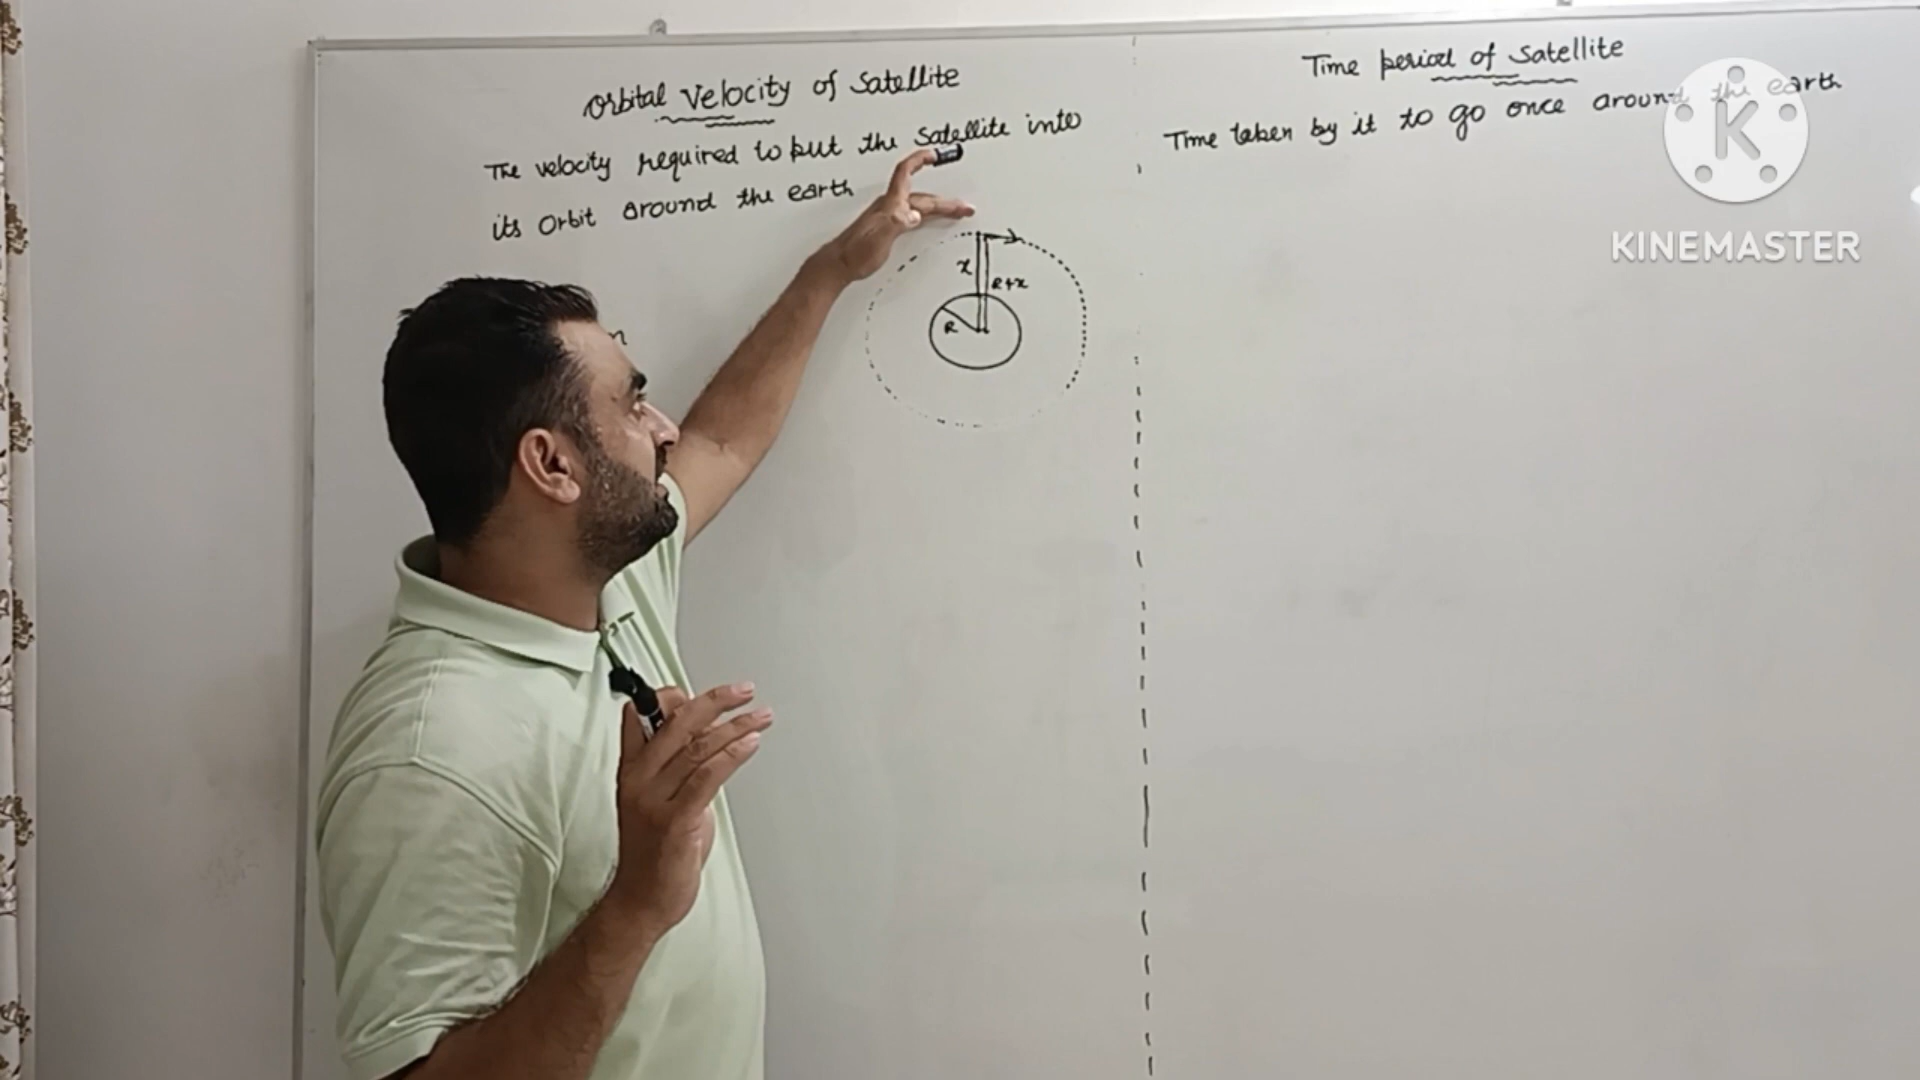 Orbital Velocity of Satellite
The velocity required to put the Satellite into
its orbit around the earth
x
R+x
R
Time period of Satellite
Time taken by it to go once around the earth
K
KINEMASTER